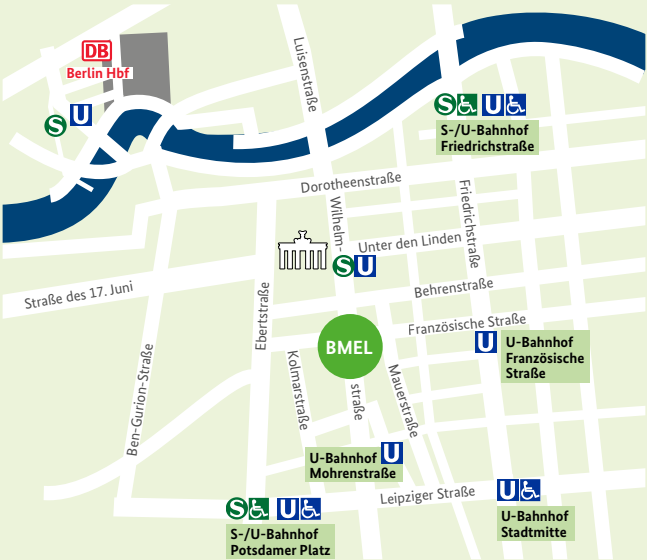 DB
Berlin Hbf
S
U
Luisenstraße
S U
S-/U-Bahnhof
Friedrichstraße
Dorotheenstraße
Wilhelm-
Friedrichstraße
Unter den Linden
S U
Straße des 17. Juni
Ebertstraße
Behrenstraße
Französische Straße
BMEL
U
U-Bahnhof
Französische
Straße
Ben-Gurion-Straße
Kolmarstraße
straße
Mauerstraße
U-Bahnhof
Mohrenstraße
U
Leipziger Straße
U
U-Bahnhof
Stadtmitte
S U
S-/U-Bahnhof
Potsdamer Platz